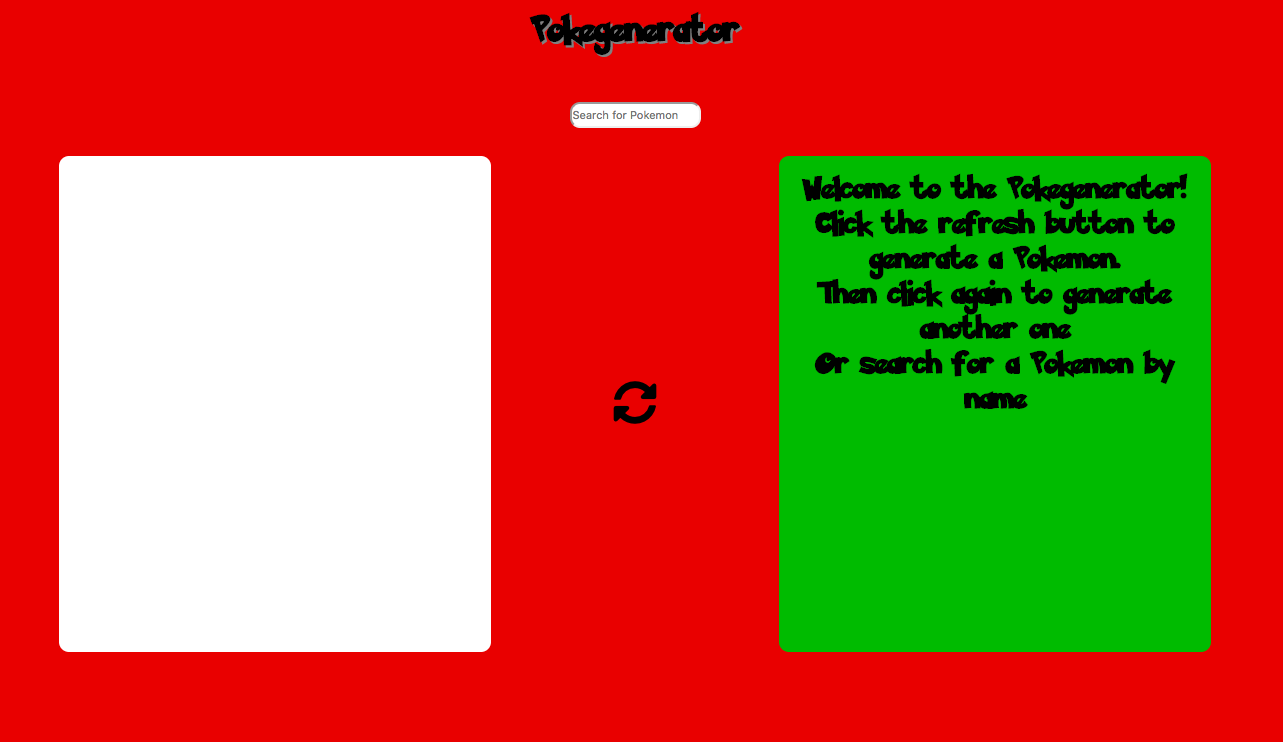 Pokegenerator
Search for Pokemon
Welcome to the Pokegenerator!
Click the refresh button to
generate a Pokemon.
Then click again to generate
another one
Or search for a Pokemon by
name